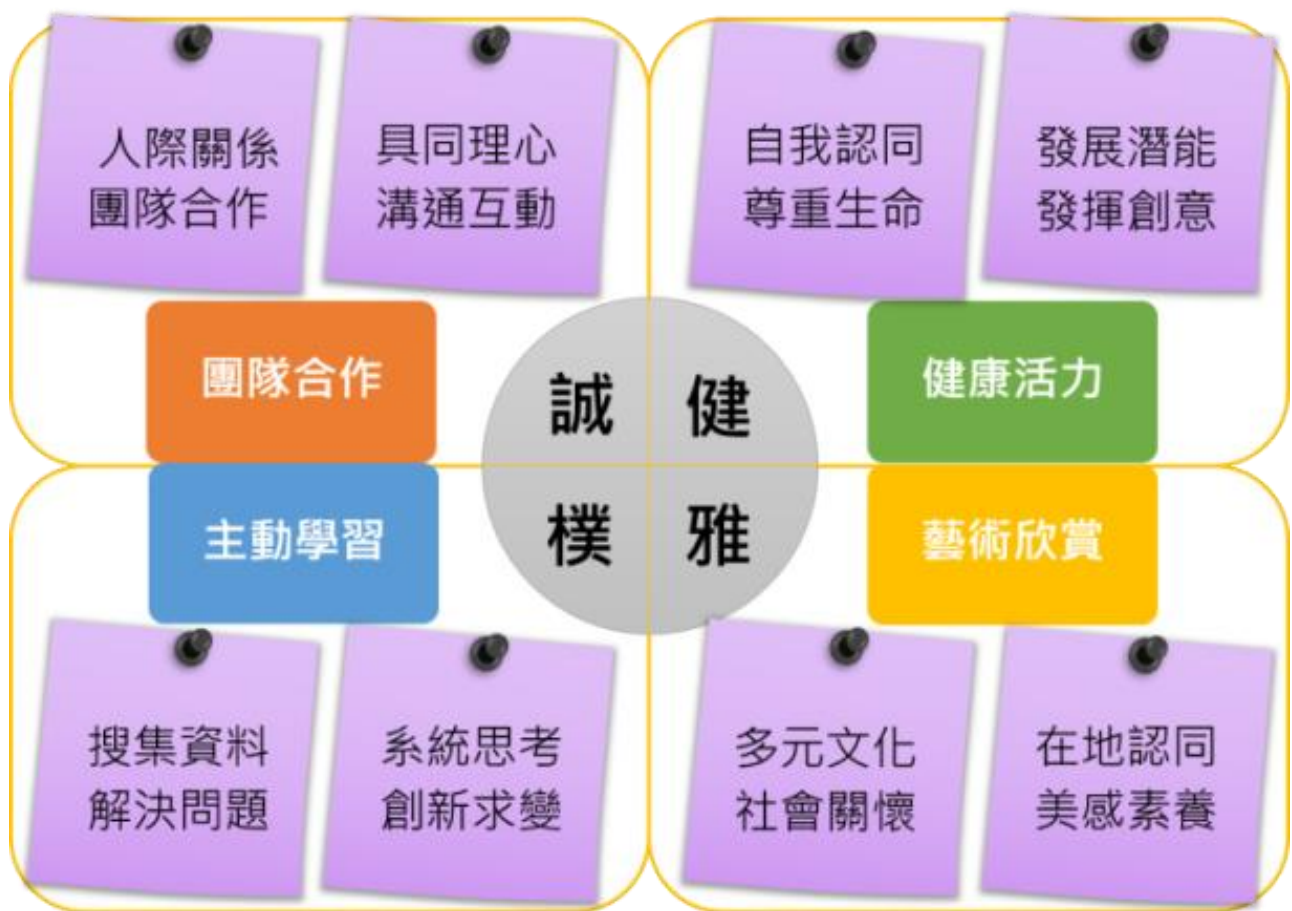 人際關係
團隊合作
具同理心
溝通互動
自我認同
尊重生命
發展潛能
發揮創意
團隊合作
誠
健
健康活力
主動學習
樸
雅
藝術欣賞
搜集資料
解決問題
系統思考
創新求變
多元文化
社會關懷
在地認同
美感素養